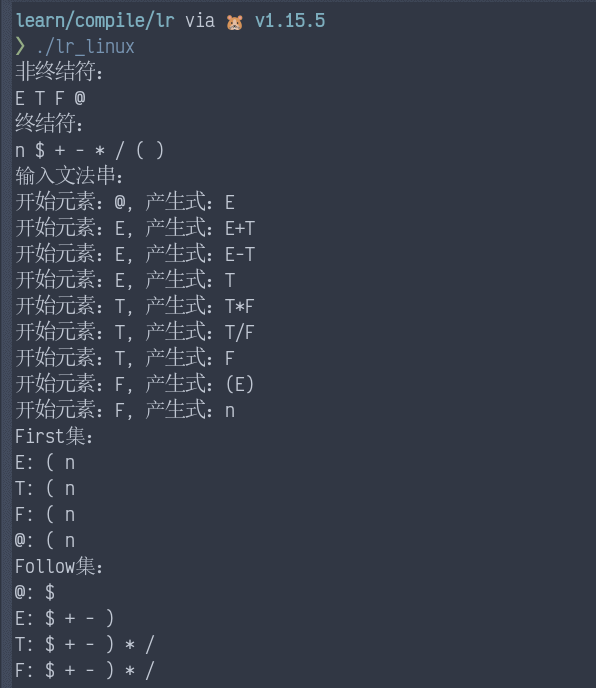 learn/compile/lr via 🐹 v1.15.5
❯ ./lr_linux
非终结符：
E T F @
终结符：
n $ + - * / ( )
输入文法串：
开始元素：@, 产生式：E
开始元素：E, 产生式：E+T
开始元素：E, 产生式：E-T
开始元素：E, 产生式：T
开始元素：T, 产生式：T*F
开始元素：T, 产生式：T/F
开始元素：T, 产生式：F
开始元素：F, 产生式：(E)
开始元素：F, 产生式：n
First集：
E: ( n
T: ( n
F: ( n
@: ( n
Follow集：
@: $
E: $ + - )
T: $ + - ) * /
F: $ + - ) * /